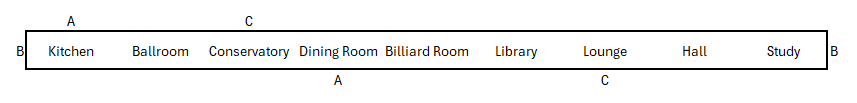 A C
B Kitchen Ballroom Conservatory Dining Room Billiard Room Library Lounge Hall Study B
A C